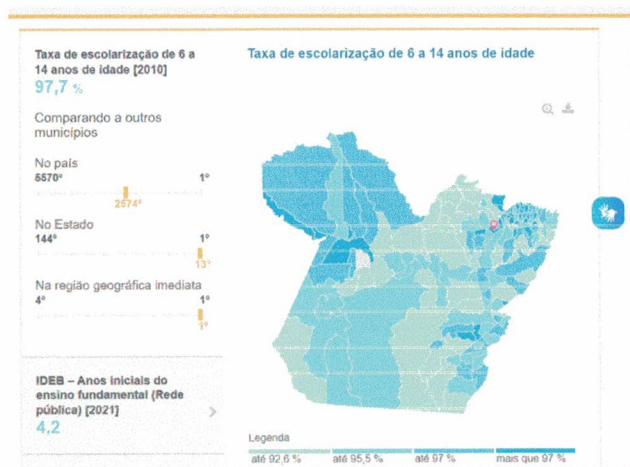 Taxa de escolarização de 6 a
14 anos de idade [2010]
97,7 %
Comparando a outros
municípios
No país
5570º 1º
2574º
No Estado
144º 1º
13º
Na região geográfica imediata
4º 1º
1º
IDEB – Anos iniciais do
ensino fundamental (Rede
pública) [2021]
4,2
Taxa de escolarização de 6 a 14 anos de idade
Legenda
até 92,6 % até 95,5 % até 97 % mais que 97 %